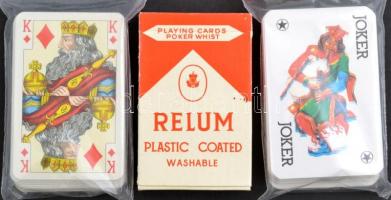 K
K
PLAYING CARDS
POKER WHIST
RELUM
PLASTIC COATED
WASHABLE
JOKER
JOKER